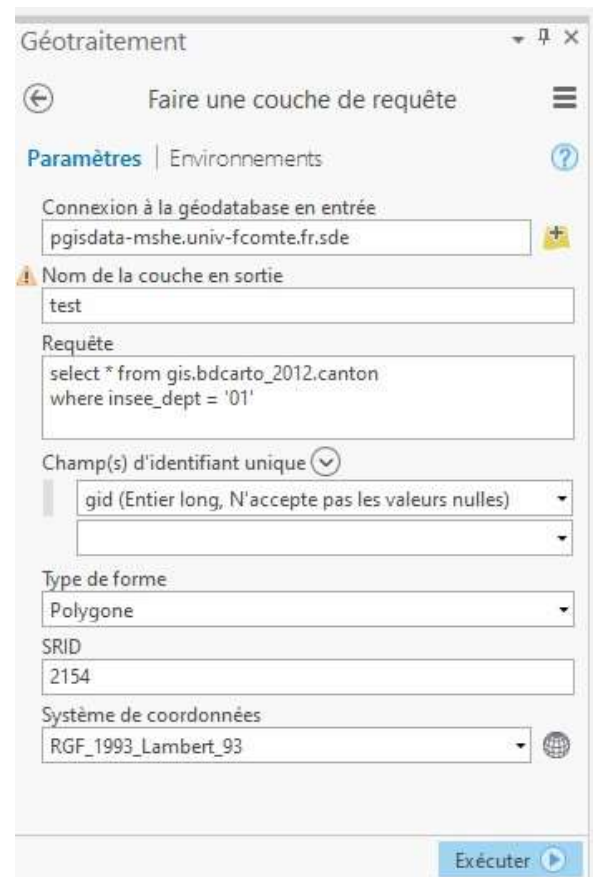 Géotraitement
Faire une couche de requête
Paramètres | Environnements
Connexion à la géodatabase en entrée
pgisdata-mshe.univ-fcomte.fr.sde
Nom de la couche en sortie
test
Requête
select * from gis.bdcarto_2012.canton
where insee_dept = '01'
Champ(s) d'identifiant unique
gid (Entier long, N'accepte pas les valeurs nulles)
Type de forme
Polygone
SRID
2154
Système de coordonnées
RGF_1993_Lambert_93
Exécuter